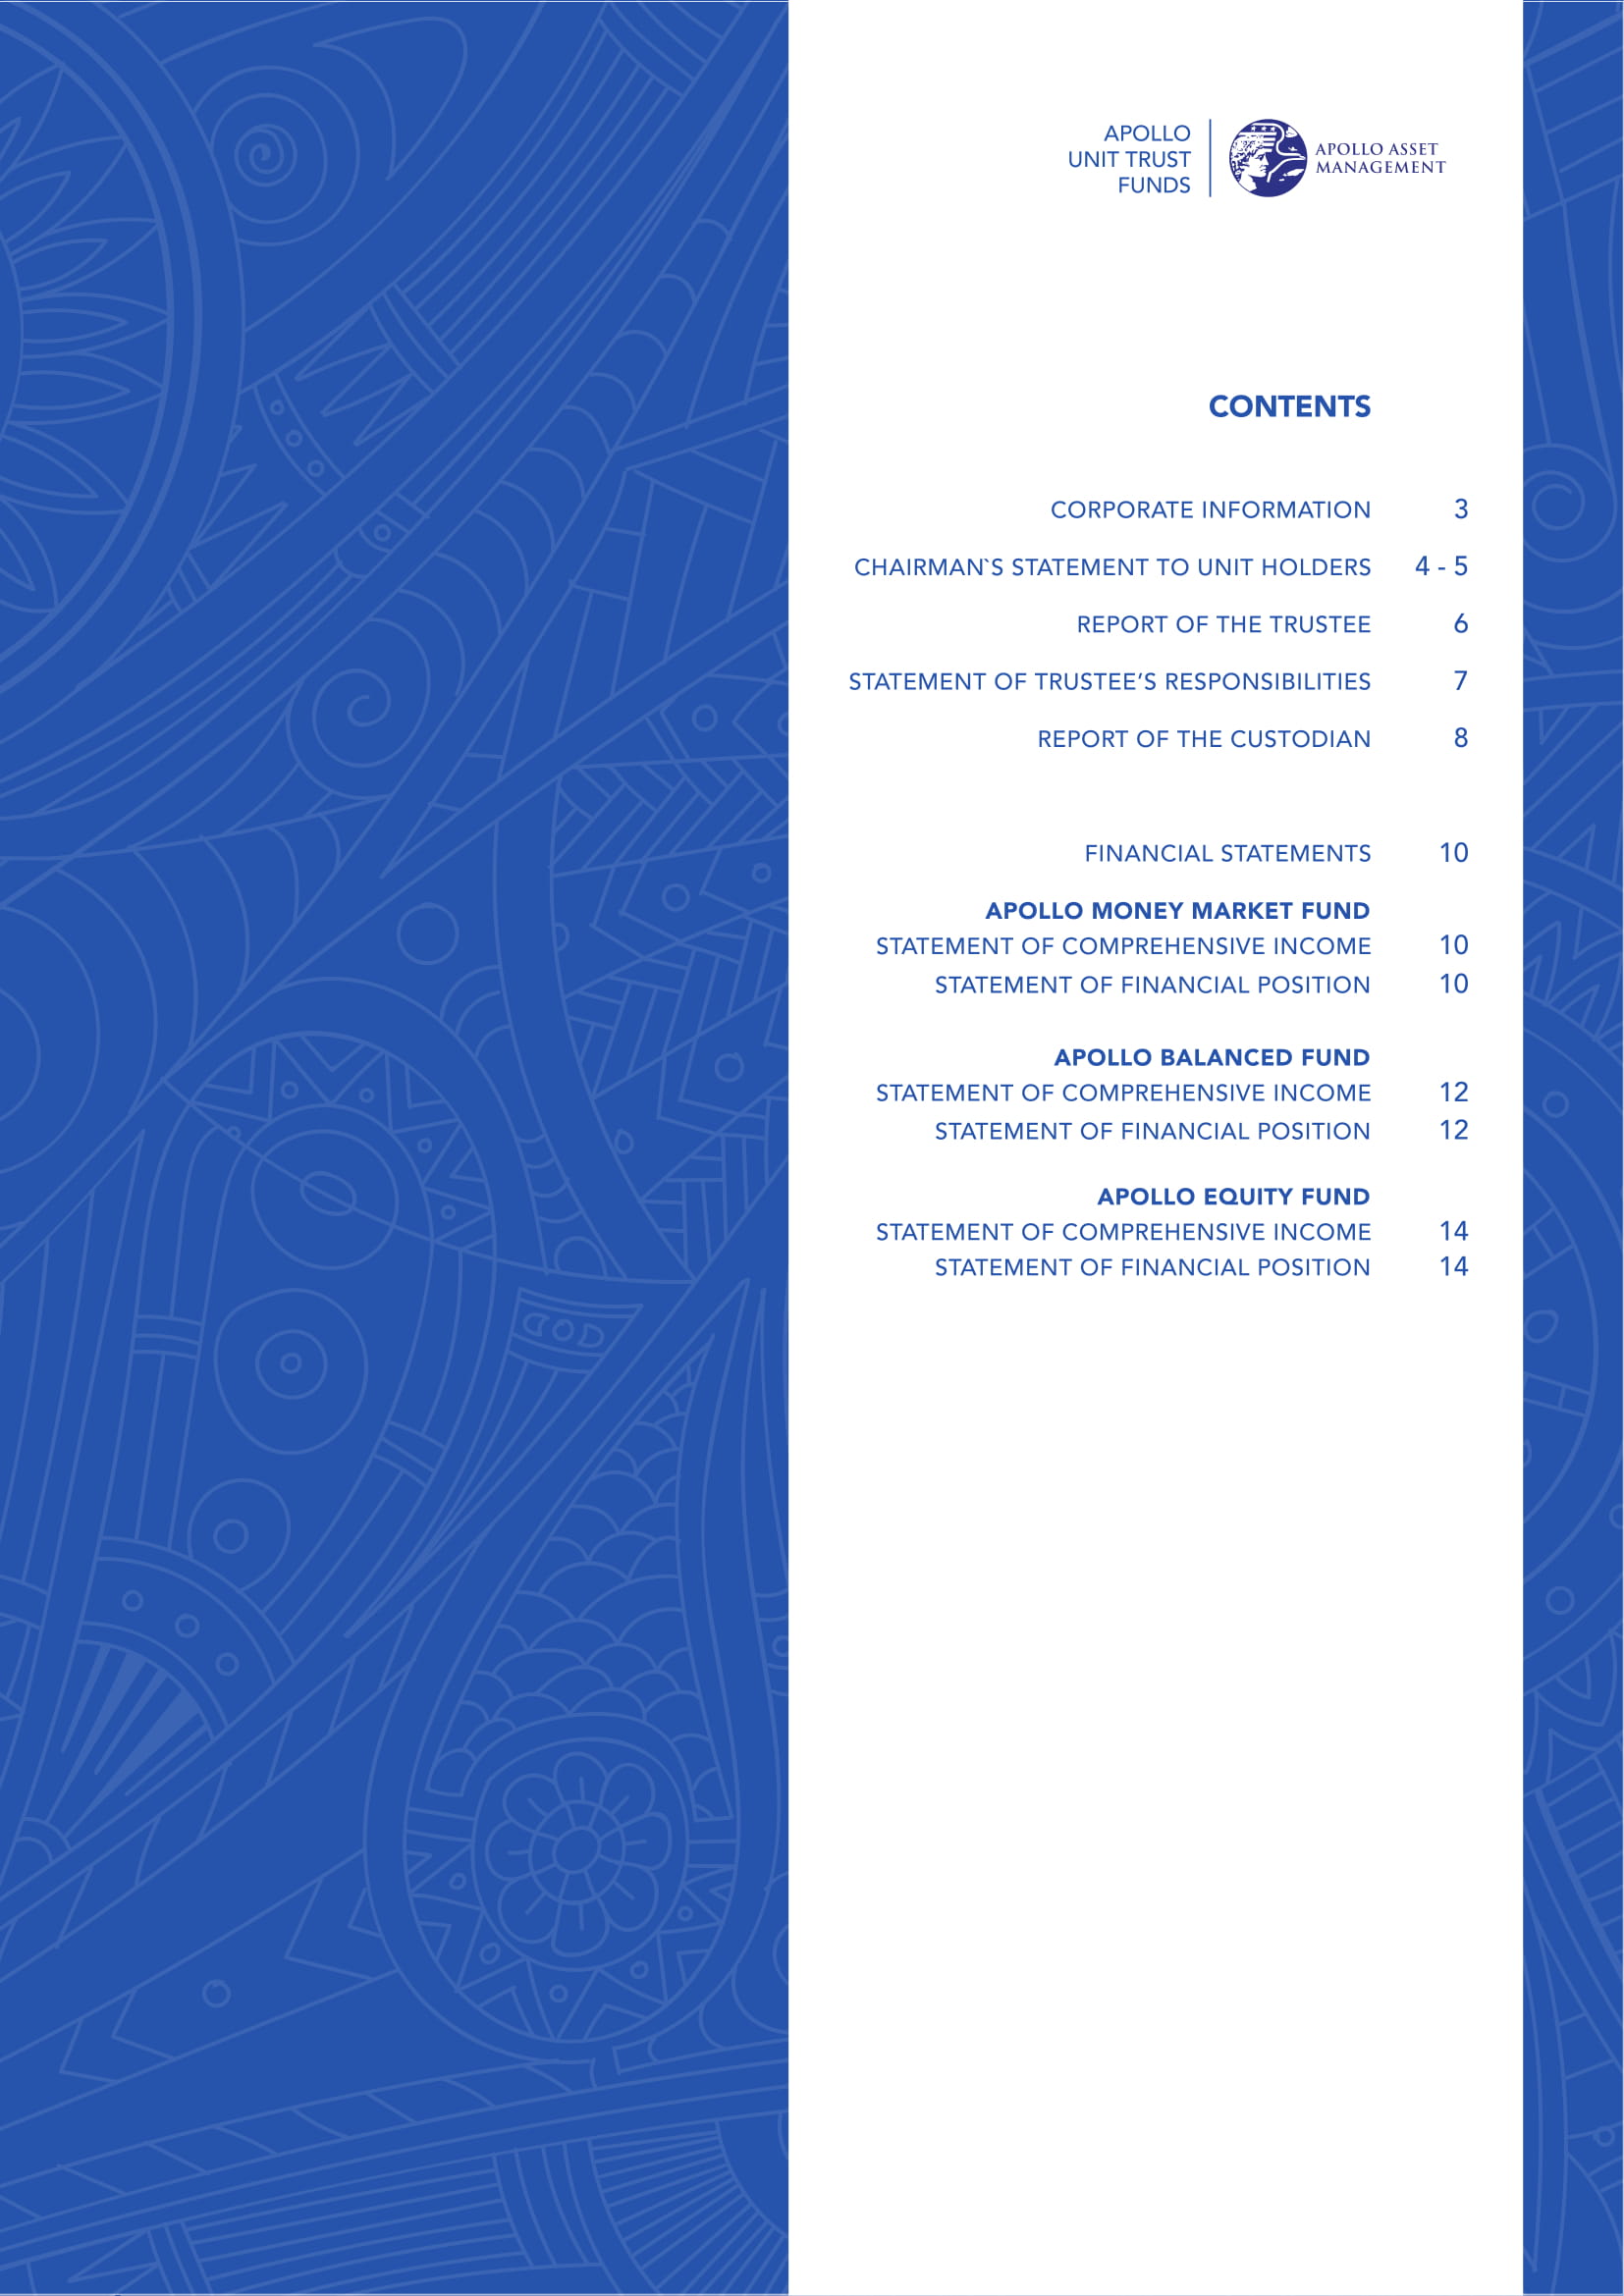 APOLLO
UNIT TRUST
FUNDS
APOLLO ASSET
MANAGEMENT
CONTENTS
CORPORATE INFORMATION 3
CHAIRMAN`S STATEMENT TO UNIT HOLDERS 4 - 5
REPORT OF THE TRUSTEE 6
STATEMENT OF TRUSTEE’S RESPONSIBILITIES 7
REPORT OF THE CUSTODIAN 8
FINANCIAL STATEMENTS 10
APOLLO MONEY MARKET FUND
STATEMENT OF COMPREHENSIVE INCOME 10
STATEMENT OF FINANCIAL POSITION 10
APOLLO BALANCED FUND
STATEMENT OF COMPREHENSIVE INCOME 12
STATEMENT OF FINANCIAL POSITION 12
APOLLO EQUITY FUND
STATEMENT OF COMPREHENSIVE INCOME 14
STATEMENT OF FINANCIAL POSITION 14